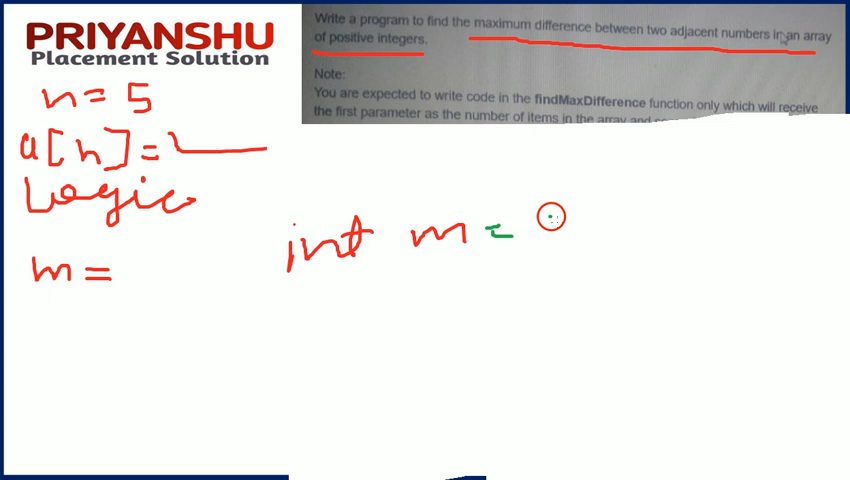 PRIYANSHU
Placement Solution
Write a program to find the maximum difference between two adjacent numbers in an array
of positive integers.
Note:
You are expected to write code in the findMaxDifference function only which will receive
the first parameter as the number of items in the array and
n = 5
a[n] =
Logic
int m =
m =